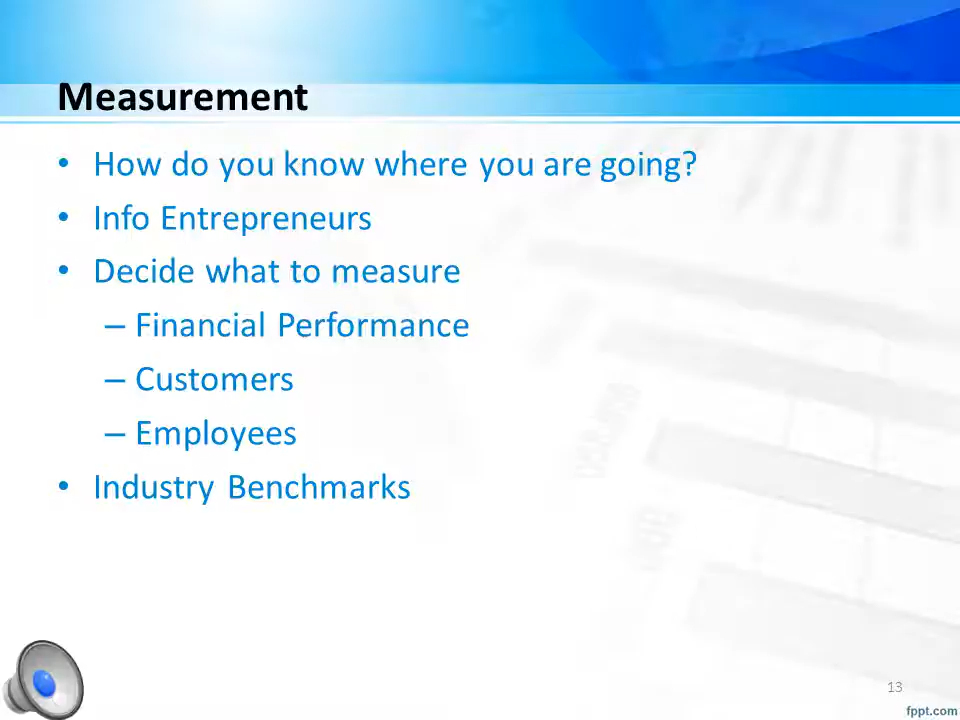 Measurement
• How do you know where you are going?
• Info Entrepreneurs
• Decide what to measure
– Financial Performance
– Customers
– Employees
• Industry Benchmarks
13
fppt.com